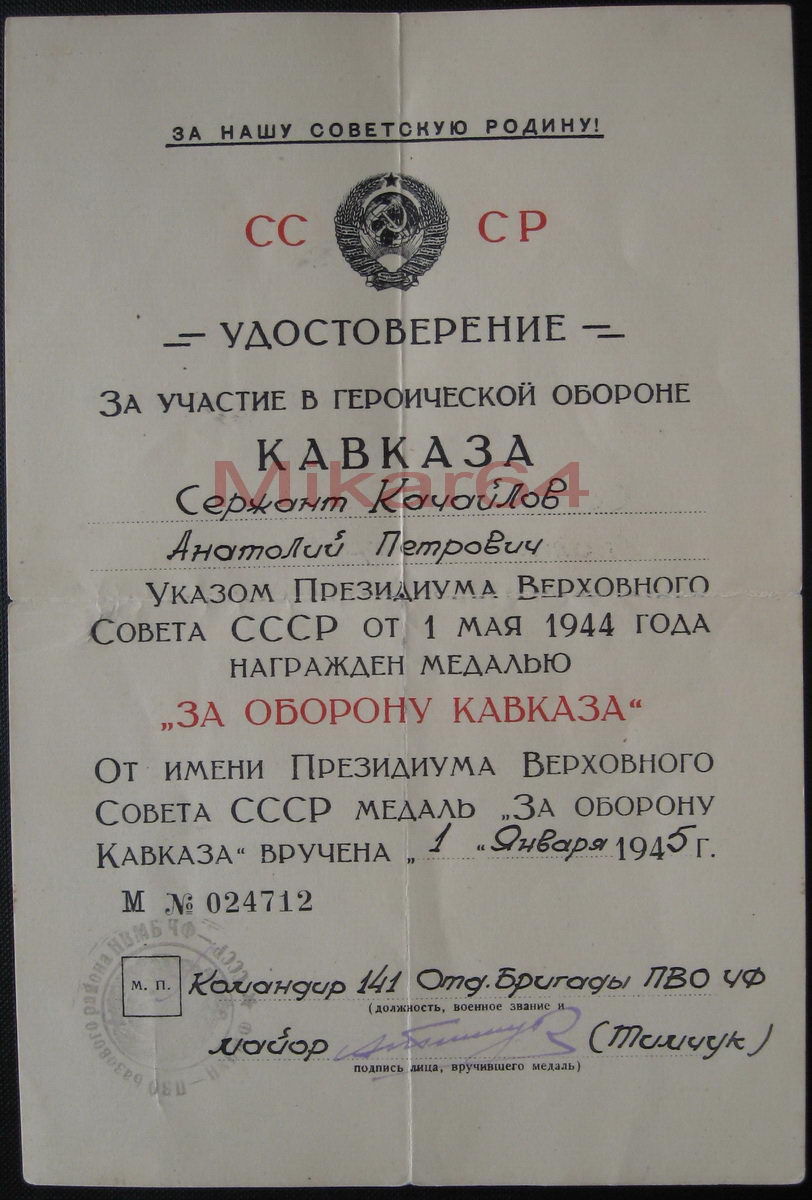 ЗА НАШУ СОВЕТСКУЮ РОДИНУ!
СС СР
УДОСТОВЕРЕНИЕ
ЗА УЧАСТИЕ В ГЕРОИЧЕСКОЙ ОБОРОНЕ
КАВКАЗА
Mikar64
Сержант Качайлов
Анатолий Петрович
УКАЗОМ ПРЕЗИДИУМА ВЕРХОВНОГО
СОВЕТА СССР ОТ 1 МАЯ 1944 ГОДА
НАГРАЖДЕН МЕДАЛЬЮ
„ЗА ОБОРОНУ КАВКАЗА“
ОТ ИМЕНИ ПРЕЗИДИУМА ВЕРХОВНОГО
СОВЕТА СССР МЕДАЛЬ „ЗА ОБОРОНУ
КАВКАЗА“ ВРУЧЕНА „1“ Января 1945 г.
М № 024712
М. П. Командир 141 Отд. Бригады ПВО ЧФ
(должность, военное звание и
майор (Тимчук)
подпись лица, вручившего медаль)